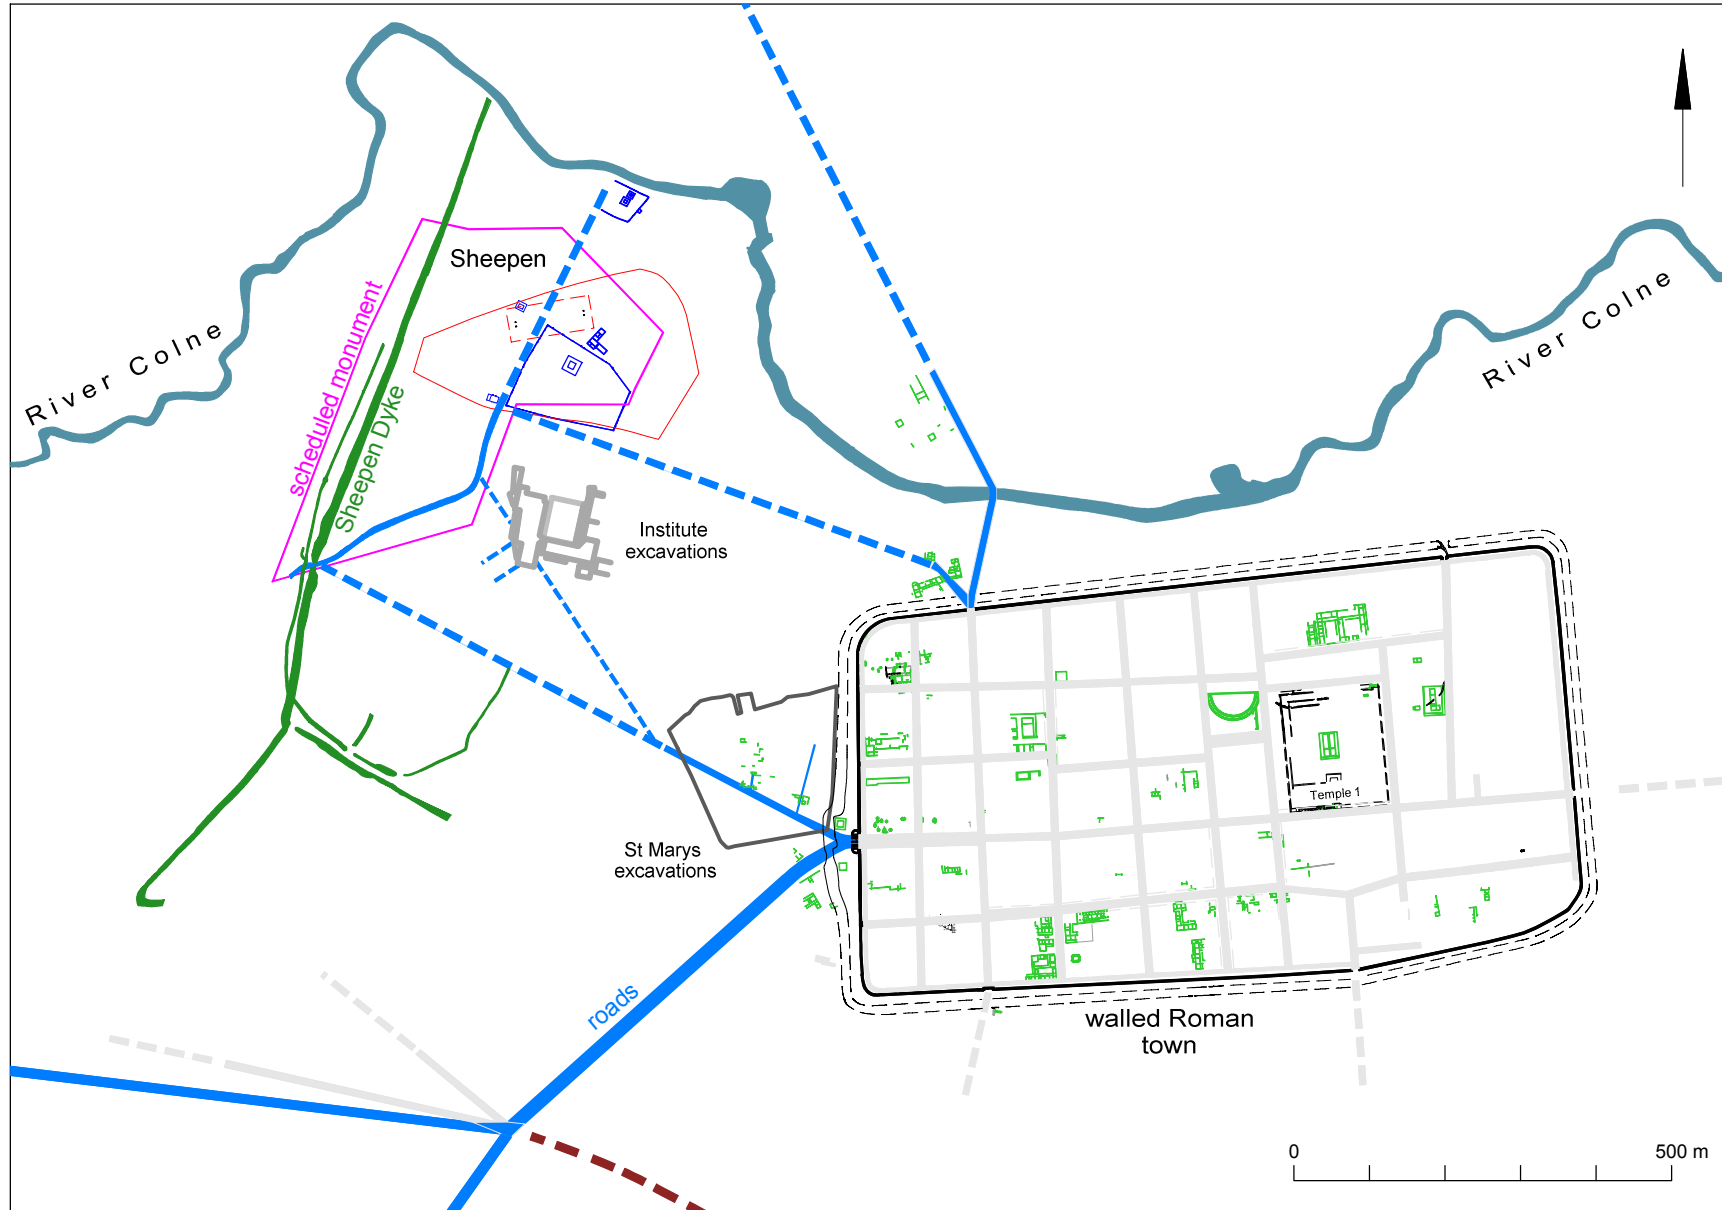 Sheepen
River Colne
River Colne
scheduled monument
Sheepen Dyke
Institute
excavations
Temple 1
St Marys
excavations
roads
walled Roman
town
0 500 m